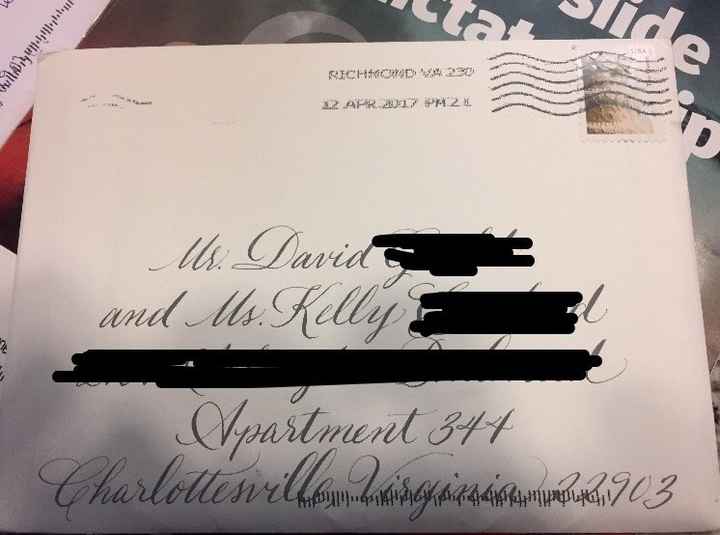 slide
RICHMOND VA 230
12 APR 2017 PM 2 L
USA
Mr. David
and Ms. Kelly
Apartment 344
Charlottesville, Virginia 22903